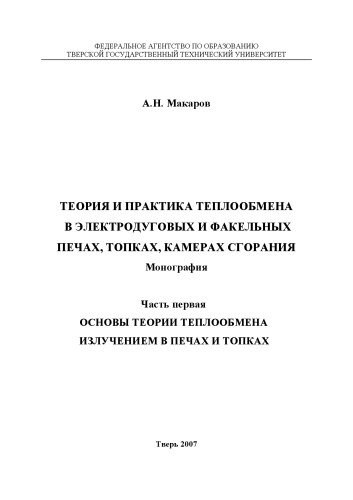 ФЕДЕРАЛЬНОЕ АГЕНТСТВО ПО ОБРАЗОВАНИЮ
ТВЕРСКОЙ ГОСУДАРСТВЕННЫЙ ТЕХНИЧЕСКИЙ УНИВЕРСИТЕТ
А.Н. Макаров
ТЕОРИЯ И ПРАКТИКА ТЕПЛООБМЕНА
В ЭЛЕКТРОДУГОВЫХ И ФАКЕЛЬНЫХ
ПЕЧАХ, ТОПКАХ, КАМЕРАХ СГОРАНИЯ
Монография
Часть первая
ОСНОВЫ ТЕОРИИ ТЕПЛООБМЕНА
ИЗЛУЧЕНИЕМ В ПЕЧАХ И ТОПКАХ
Тверь 2007